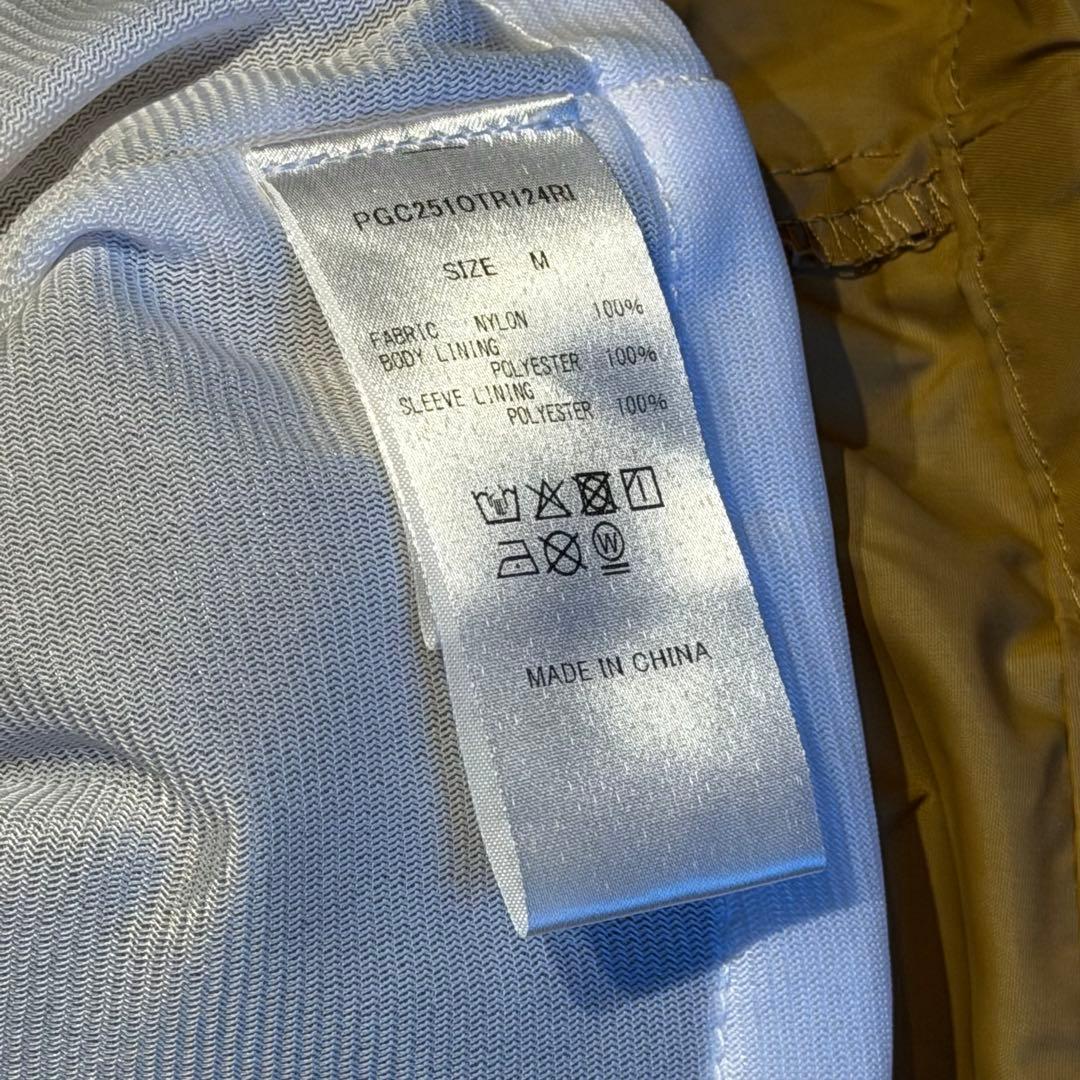 PGC251OTR124RI
SIZE M
FABRIC NYLON 100%
BODY LINING
POLYESTER 100%
SLEEVE LINING
POLYESTER 100%
W
MADE IN CHINA